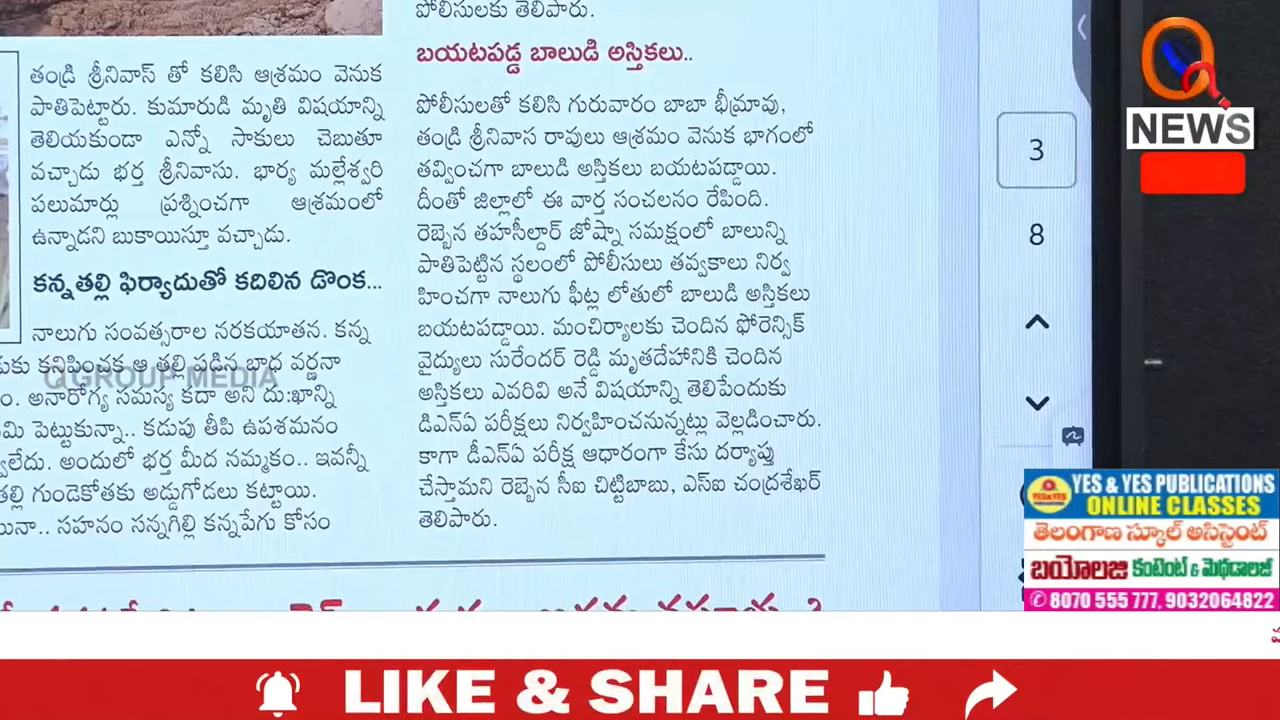 తండ్రి శ్రీనివాస్ తో కలిసి ఆశ్రమం వెనుక
పాతిపెట్టారు. కుమారుడి మృతి విషయాన్ని
తెలియకుండా ఎన్నో సాకులు చెబుతూ
వచ్చాడు భర్త శ్రీనివాసు. భార్య మల్లేశ్వరి
పలుమార్లు ప్రశ్నించగా ఆశ్రమంలో
ఉన్నాడని బుకాయిస్తూ వచ్చాడు.
కన్నతల్లి ఫిర్యాదుతో కదిలిన డొంక...
నాలుగు సంవత్సరాల నరకయాతన. కన్న
కనిపించక ఆ తల్లి పడిన బాధ వర్ణనా
అనారోగ్య సమస్య కదా అని దు:ఖాన్ని
పెట్టుకున్నా.. కడుపు తీపి ఉపశమనం
అందులో భర్త మీద నమ్మకం.. ఇవన్నీ
గుండెకోతకు అడ్డుగోడలు కట్టాయి.
సహనం సన్నగిల్లి కన్నపేగు కోసం
పోలీసులకు తెలిపారు.
బయటపడ్డ బాలుడి అస్తికలు..
పోలీసులతో కలిసి గురువారం బాబా భీమ్రావు,
తండ్రి శ్రీనివాస రావులు ఆశ్రమం వెనుక భాగంలో
తవ్వించగా బాలుడి అస్తికలు బయటపడ్డాయి.
దీంతో జిల్లాలో ఈ వార్త సంచలనం రేపింది.
రెబ్బెన తహసీల్దార్ జోష్నా సమక్షంలో బాలున్ని
పాతిపెట్టిన స్థలంలో పోలీసులు తవ్వకాలు నిర్వ
హించగా నాలుగు ఫీట్ల లోతులో బాలుడి అస్తికలు
బయటపడ్డాయి. మంచిర్యాలకు చెందిన ఫోరెన్సిక్
వైద్యులు సురేందర్ రెడ్డి మృతదేహానికి చెందిన
అస్తికలు ఎవరివి అనే విషయాన్ని తెలిపేందుకు
డిఎన్ఏ పరీక్షలు నిర్వహించనున్నట్లు వెల్లడించారు.
కాగా డీఎన్ఏ పరీక్ష ఆధారంగా కేసు దర్యాప్తు
చేస్తామని రెబ్బెన సీఐ చిట్టిబాబు, ఎస్ఐ చంద్రశేఖర్
తెలిపారు.
Q GROUP MEDIA
3
8
Q
NEWS
YES & YES PUBLICATIONS
ONLINE CLASSES
తెలంగాణ స్కూల్ అసిస్టెంట్
బయోలజి కంటెంట్ & మెథడాలజీ
8070 555 777, 9032064822
LIKE & SHARE